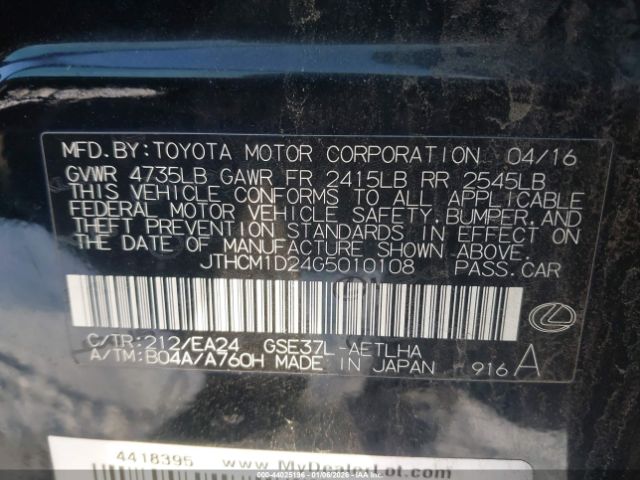 MFD. BY: TOYOTA MOTOR CORPORATION 04/16
GVWR 4735LB GAWR FR 2415LB RR 2545LB
THIS VEHICLE CONFORMS TO ALL APPLICABLE
FEDERAL MOTOR VEHICLE SAFETY, BUMPER, AND
THEFT PREVENTION STANDARDS IN EFFECT ON
THE DATE OF MANUFACTURE SHOWN ABOVE.
JTHCM1D24G5010108 PASS.CAR
C/TR:212/EA24 GSE37L-AETLHA
A/TM:B04A/A760H MADE IN JAPAN 916 A
4418395 www.MyDealerLot.com
000-44025196 - 01/06/2026 - IAA Inc.